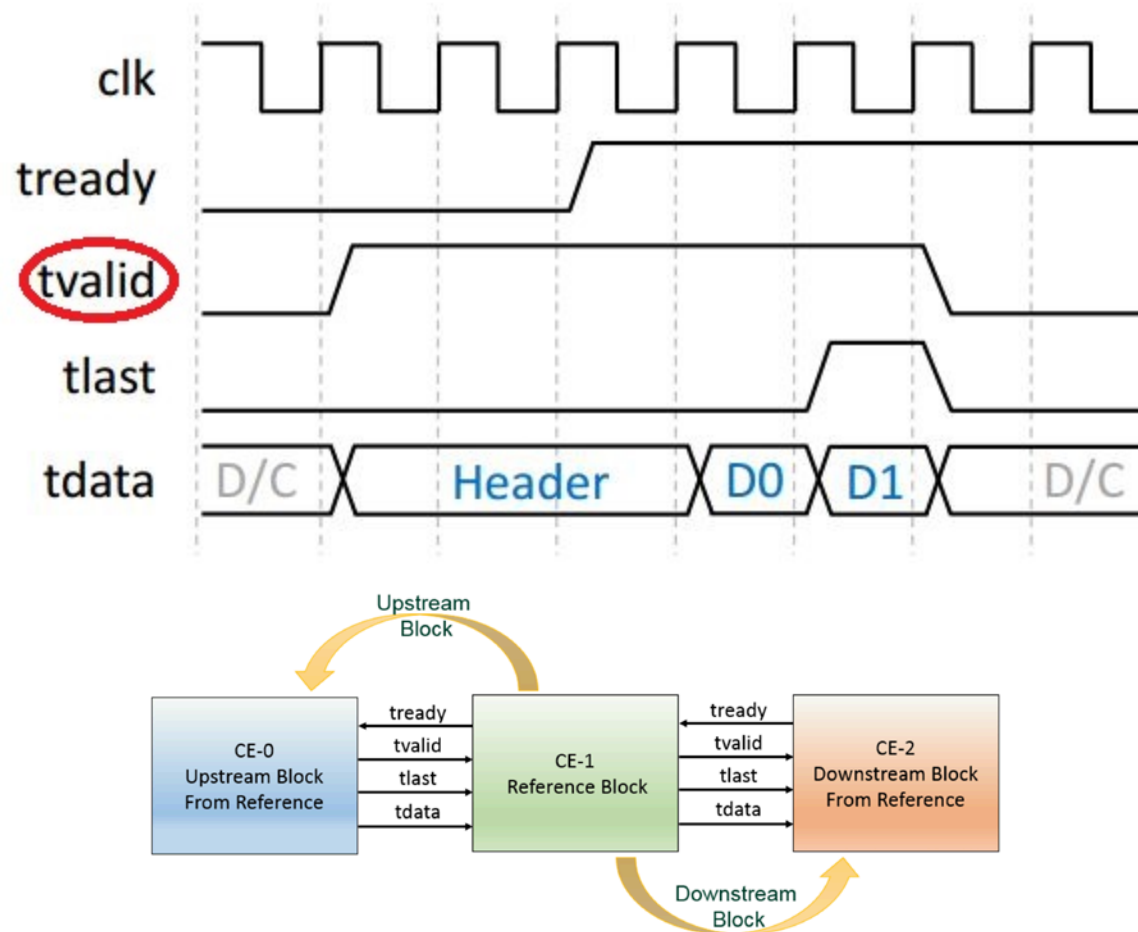 clk
tready
tvalid
tlast
tdata
D/C
Header
D0
D1
D/C
Upstream
Block
CE-0
Upstream Block
From Reference
tready
tvalid
tlast
tdata
CE-1
Reference Block
tready
tvalid
tlast
tdata
CE-2
Downstream Block
From Reference
Downstream
Block